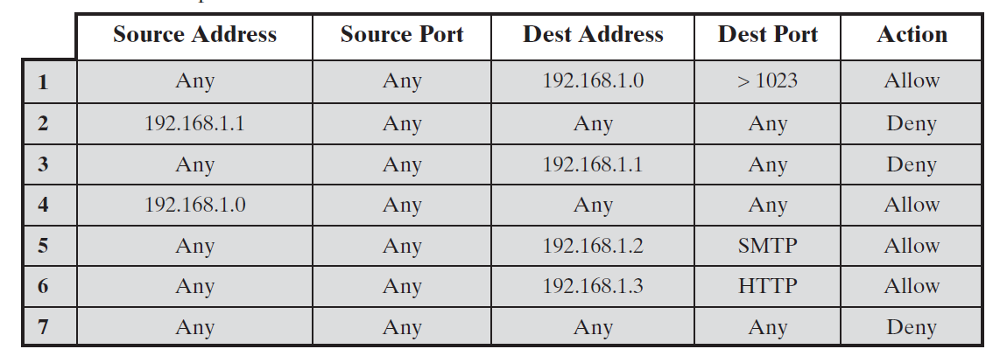 Source Address Source Port Dest Address Dest Port Action
1 Any Any 192.168.1.0 > 1023 Allow
2 192.168.1.1 Any Any Any Deny
3 Any Any 192.168.1.1 Any Deny
4 192.168.1.0 Any Any Any Allow
5 Any Any 192.168.1.2 SMTP Allow
6 Any Any 192.168.1.3 HTTP Allow
7 Any Any Any Any Deny